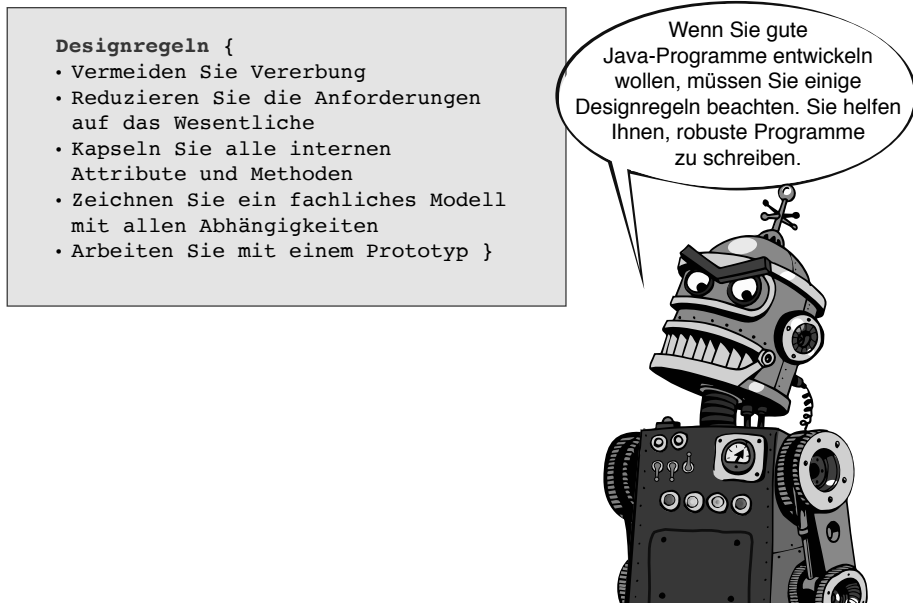 Designregeln {
• Vermeiden Sie Vererbung
• Reduzieren Sie die Anforderungen
auf das Wesentliche
• Kapseln Sie alle internen
Attribute und Methoden
• Zeichnen Sie ein fachliches Modell
mit allen Abhängigkeiten
• Arbeiten Sie mit einem Prototyp }
Wenn Sie gute
Java-Programme entwickeln
wollen, müssen Sie einige
Designregeln beachten. Sie helfen
Ihnen, robuste Programme
zu schreiben.